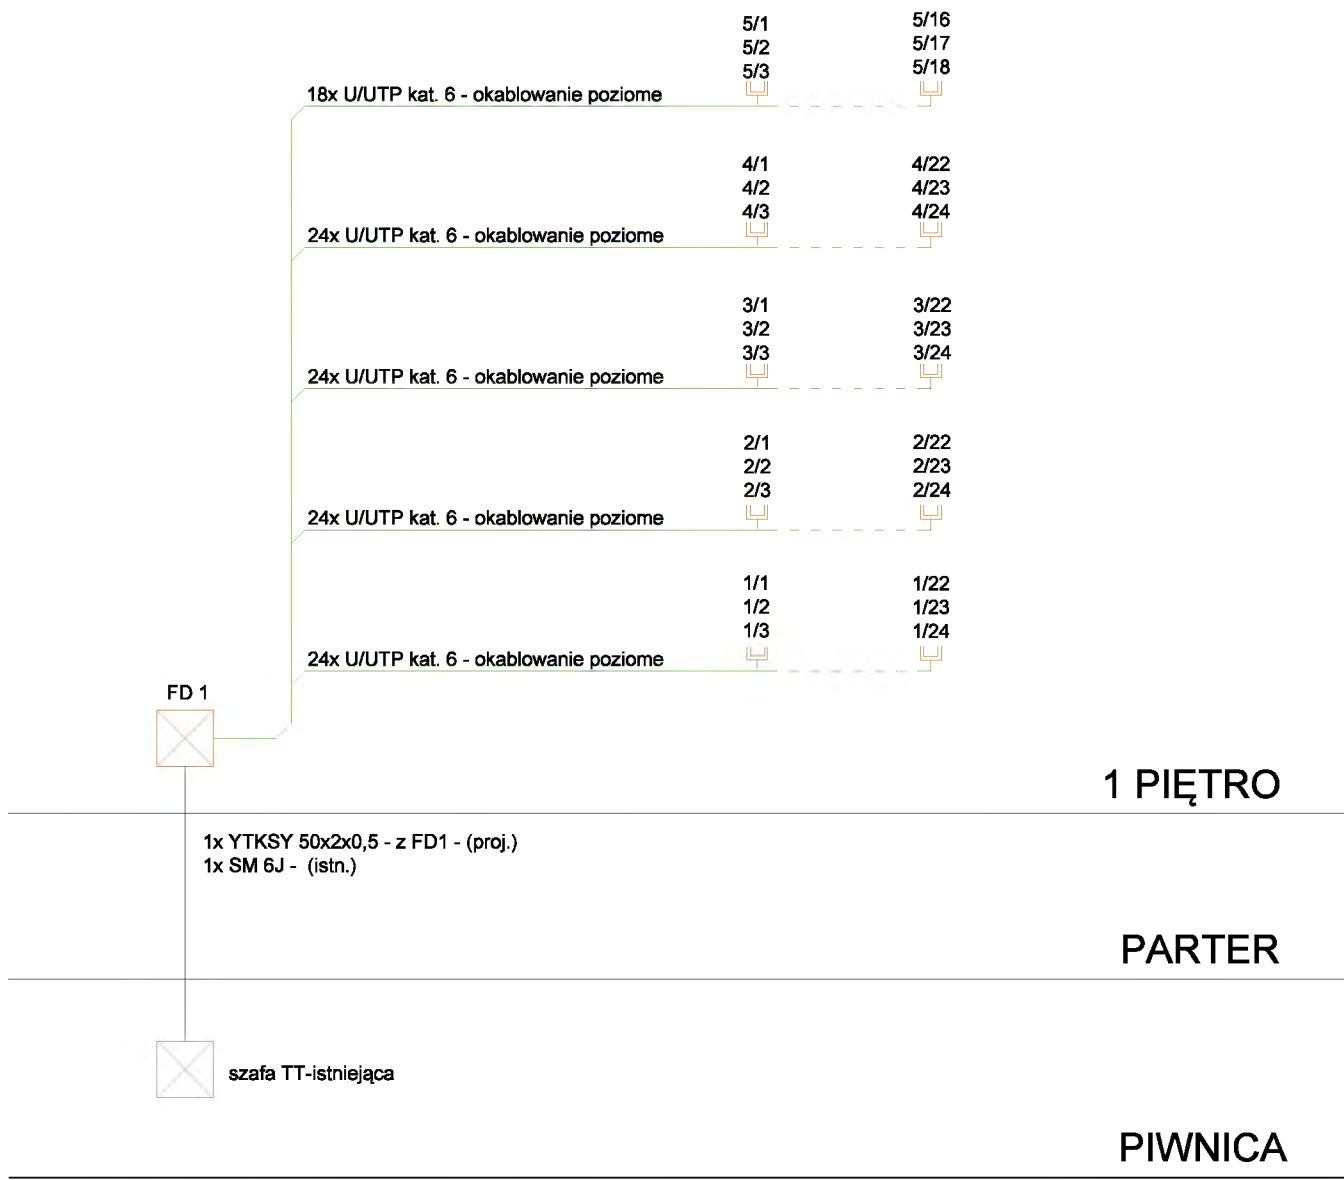 5/1
5/2
5/3
5/16
5/17
5/18
18x U/UTP kat. 6 - okablowanie poziome
4/1
4/2
4/3
4/22
4/23
4/24
24x U/UTP kat. 6 - okablowanie poziome
3/1
3/2
3/3
3/22
3/23
3/24
24x U/UTP kat. 6 - okablowanie poziome
2/1
2/2
2/3
2/22
2/23
2/24
24x U/UTP kat. 6 - okablowanie poziome
1/1
1/2
1/3
1/22
1/23
1/24
24x U/UTP kat. 6 - okablowanie poziome
FD 1
1 PIĘTRO
1x YTKSY 50x2x0,5 - z FD1 - (proj.)
1x SM 6J - (istn.)
PARTER
szafa TT-istniejąca
PIWNICA